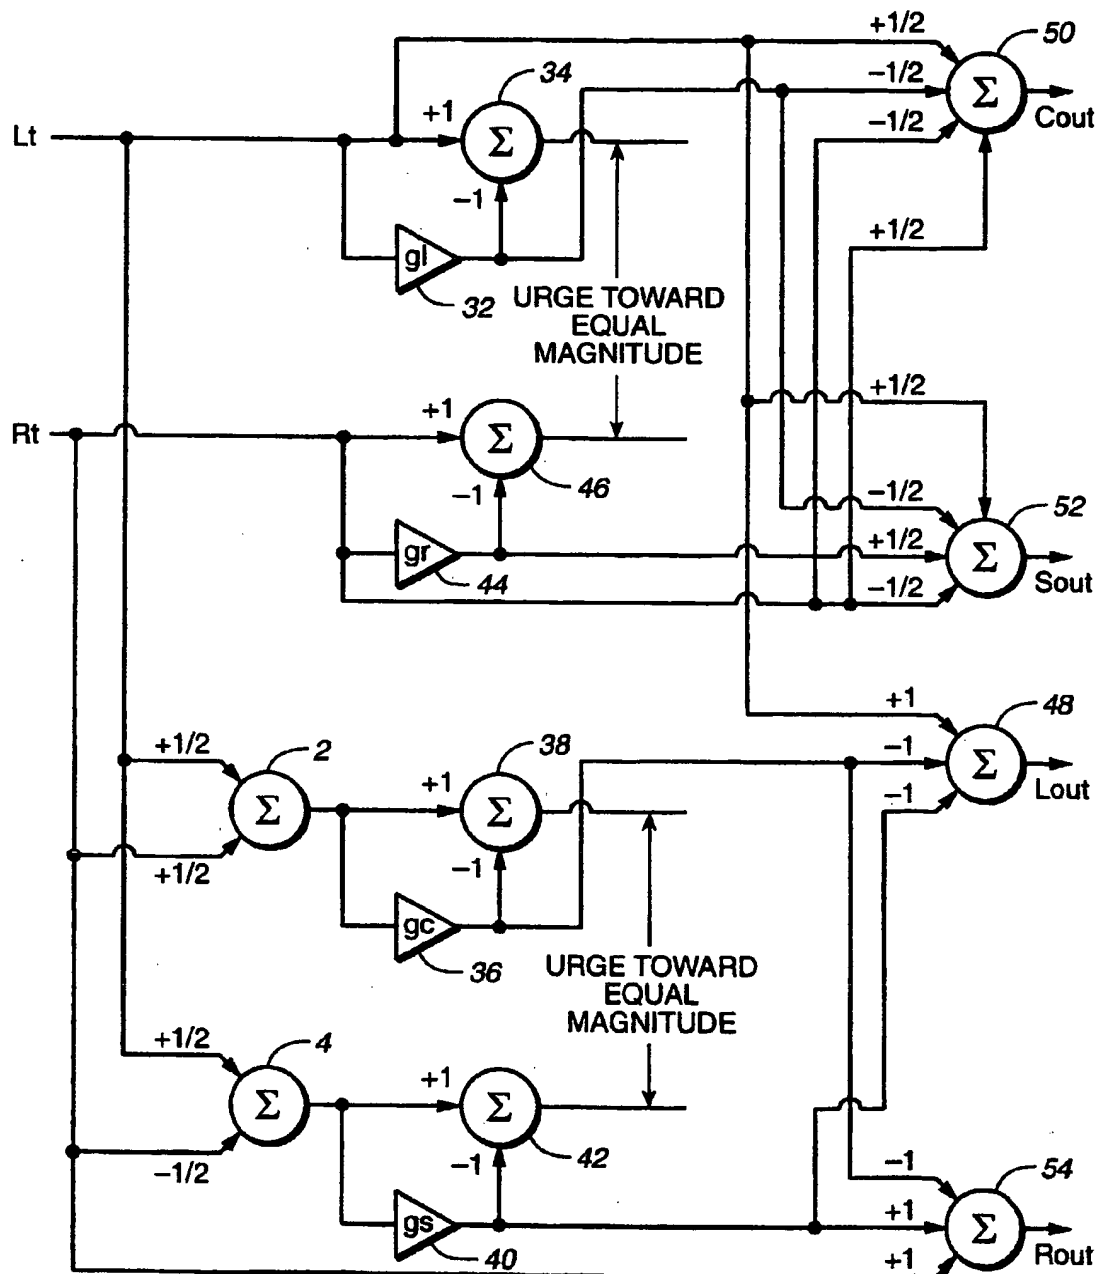 +1/2
50
34
-1/2
Σ
+1
-1/2
Cout
Lt
Σ
-1
+1/2
gl
32
URGE TOWARD
EQUAL
MAGNITUDE
+1/2
+1
Rt
Σ
-1
46
-1/2
52
gr
+1/2
Σ
44
-1/2
Sout
+1
48
+1/2
2
38
-1
Σ
+1
-1
Lout
Σ
Σ
+1/2
-1
gc
36
URGE TOWARD
EQUAL
MAGNITUDE
+1/2
4
+1
Σ
Σ
-1/2
-1
42
-1
54
gs
+1
Σ
40
+1
Rout